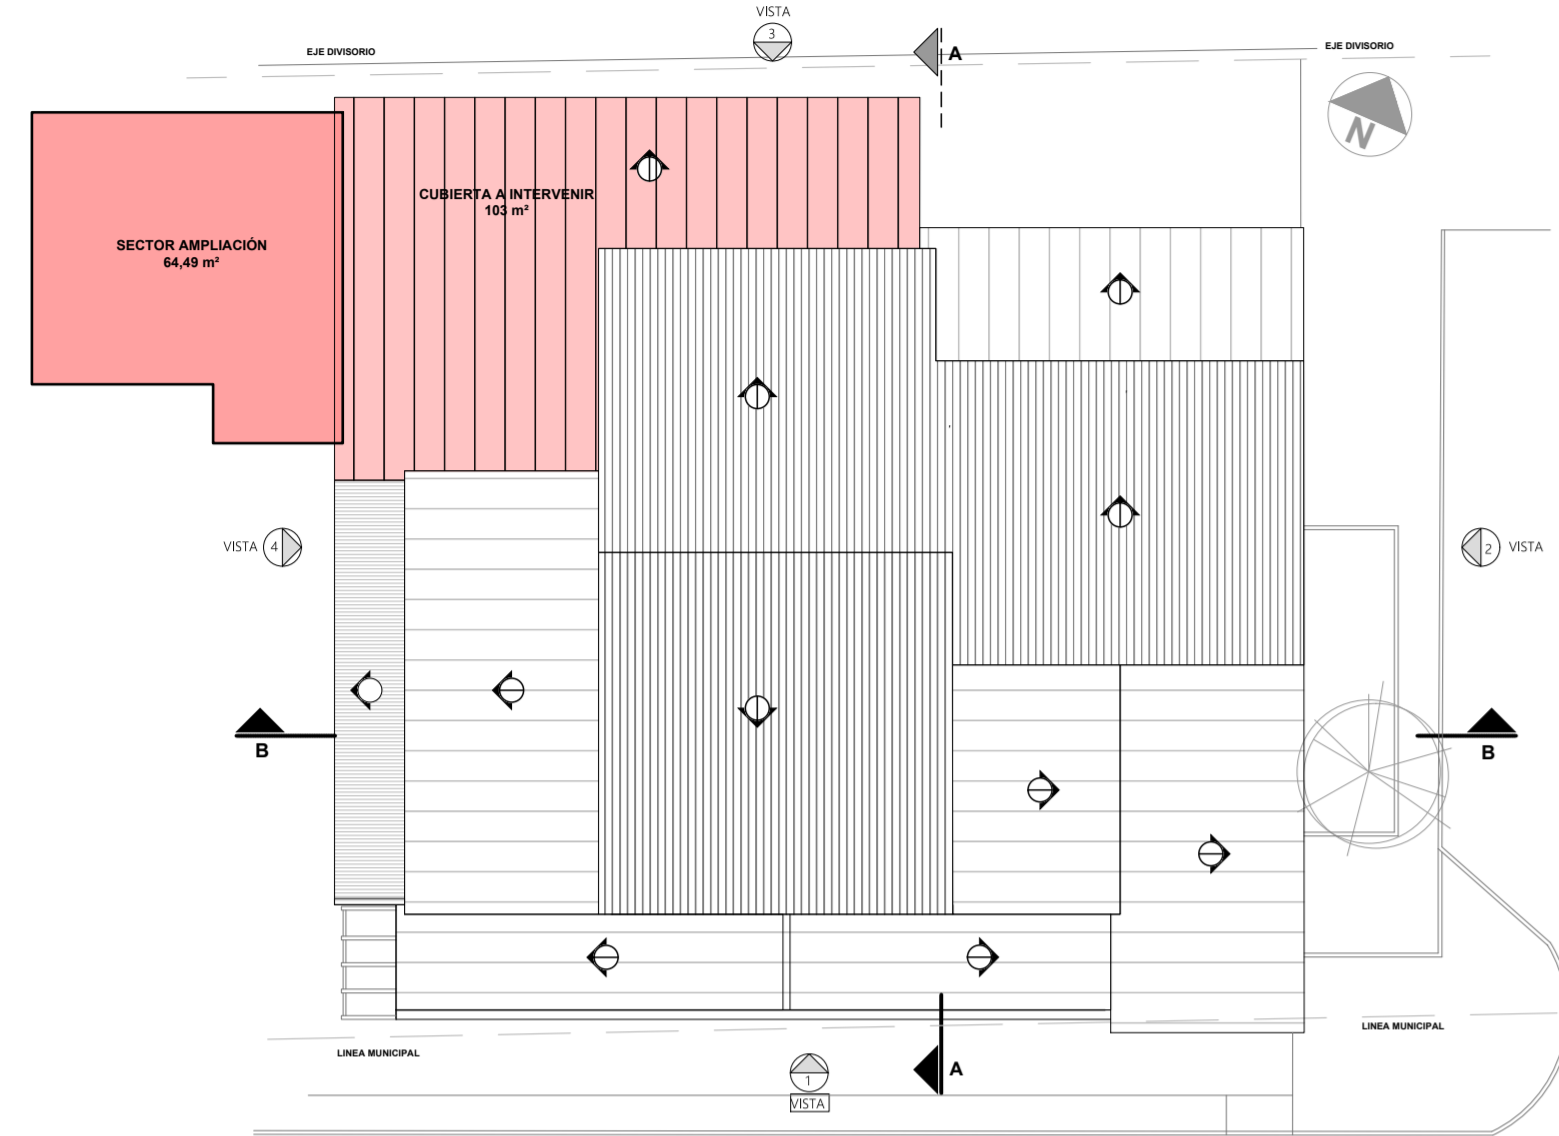 VISTA
3
EJE DIVISORIO
A
EJE DIVISORIO
N
CUBIERTA A INTERVENIR
103 m²
SECTOR AMPLIACIÓN
64,49 m²
VISTA 4
2 VISTA
B
B
LINEA MUNICIPAL
LINEA MUNICIPAL
1
VISTA
A